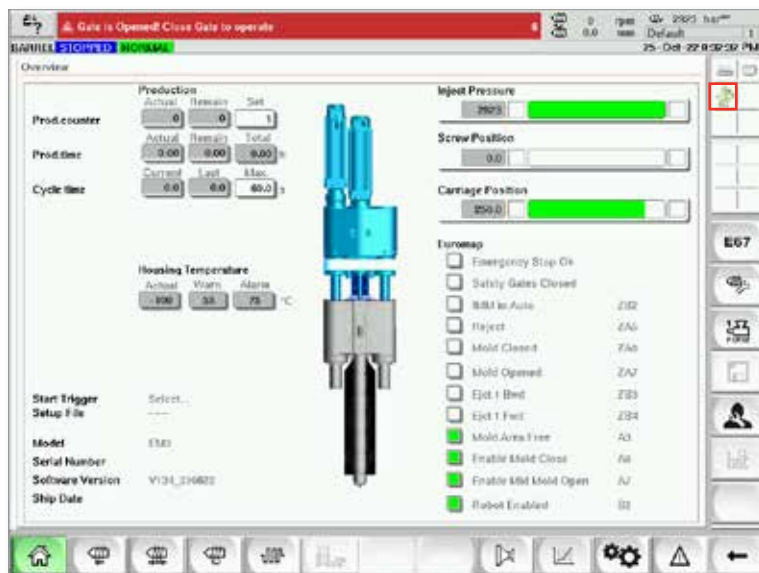 Gate is Opened! Close Gate to operate
0 rpm 2923 bar
0.0 mm Default 1
BARREL STOPPED NORMAL
Overview
Production
Actual Remain Set
Prod.counter 0 0 1
Actual Remain Total
Prod.time 0.00 0.00 0.00 h
Current Last Max.
Cycle time 0.0 0.0 60.0 s
Housing Temperature
Actual Warn Alarm
°C
Start Trigger Select...
Setup File ---
Model
Serial Number
Software Version
Ship Date
Inject Pressure
2923
Screw Position
0.0
Carriage Position
250.0
Euromap
Emergency Stop Ok
Safety Gates Closed
IMM in Auto ZB2
Reject ZA5
Mold Closed ZA6
Mold Opened ZA7
Ejct 1 Bwd ZB3
Ejct 1 Fwd ZB4
Mold Area Free A3
Enable Mold Close A6
Enable Mold Open A7
Robot Enabled
E67